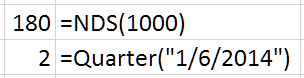 180 =NDS(1000)
2 =Quarter("1/6/2014")